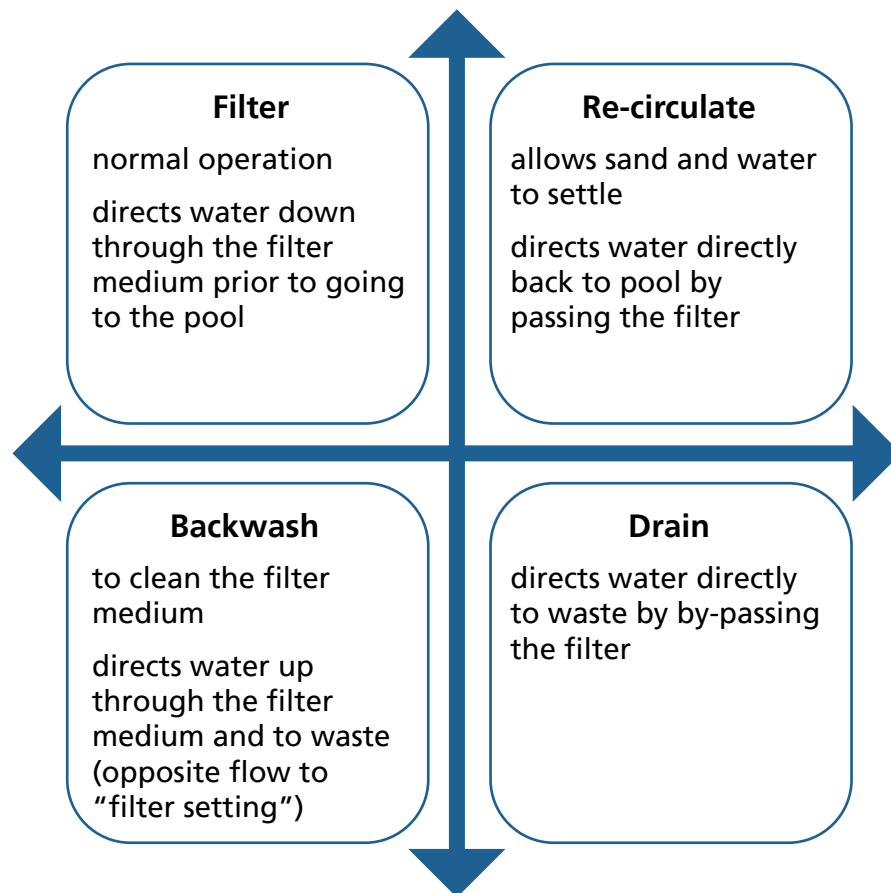 Filter
normal operation
directs water down
through the filter
medium prior to going
to the pool
Re-circulate
allows sand and water
to settle
directs water directly
back to pool by
passing the filter
Backwash
to clean the filter
medium
directs water up
through the filter
medium and to waste
(opposite flow to
“filter setting”)
Drain
directs water directly
to waste by by-passing
the filter